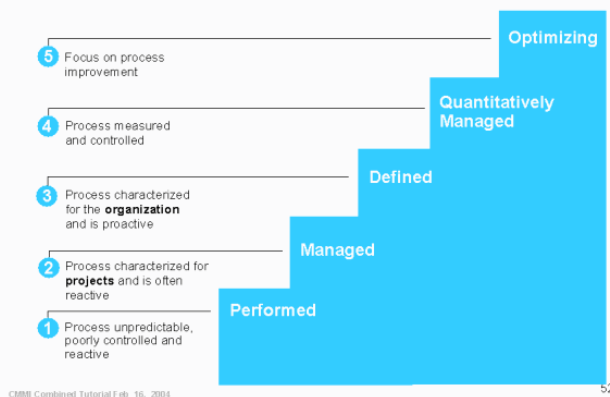 Optimizing
5 Focus on process
improvement
Quantitatively
Managed
4 Process measured
and controlled
Defined
3 Process characterized
for the organization
and is proactive
Managed
2 Process characterized for
projects and is often
reactive
Performed
1 Process unpredictable,
poorly controlled and
reactive
CMMI Combined Tutorial Feb. 16, 2004
52